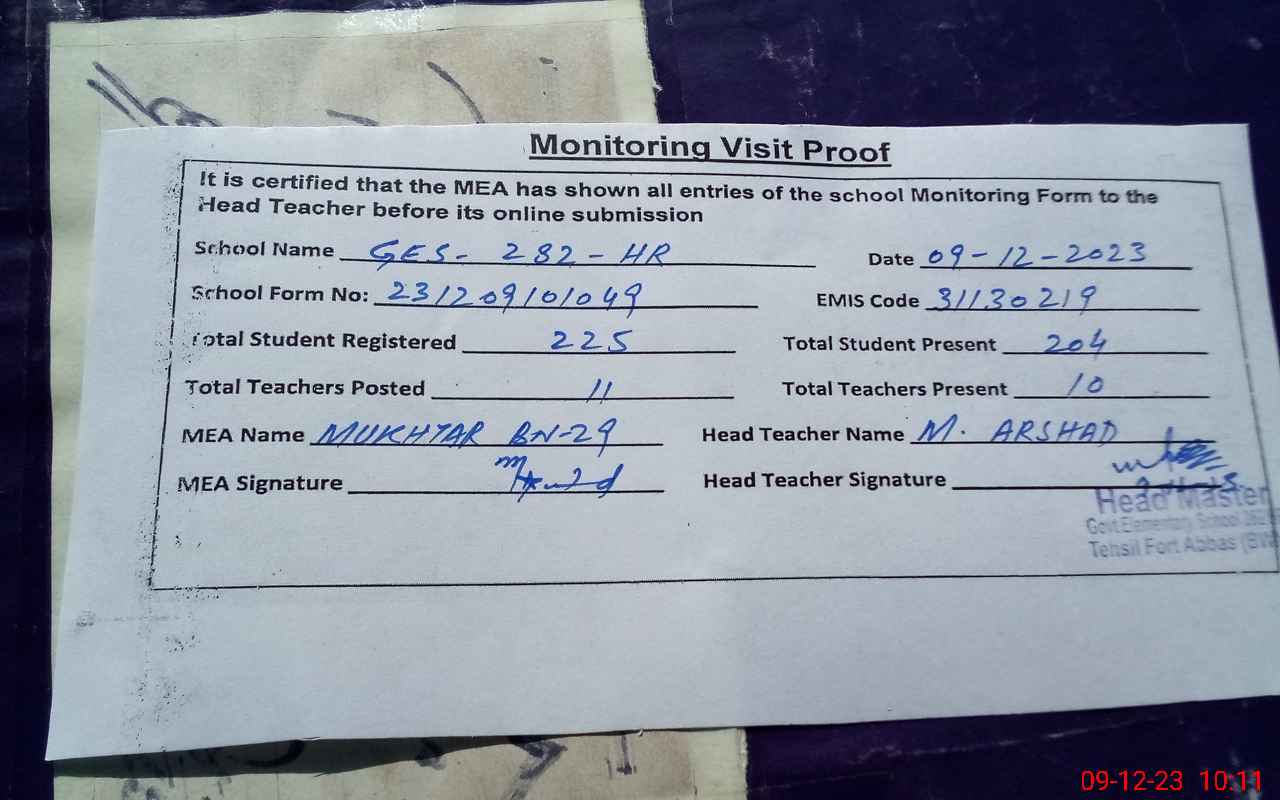 Monitoring Visit Proof
It is certified that the MEA has shown all entries of the school Monitoring Form to the
Head Teacher before its online submission
School Name GES- 282-HR Date 09-12-2023
School Form No: 231209101049 EMIS Code 31130219
Total Student Registered 225 Total Student Present 204
Total Teachers Posted 11 Total Teachers Present 10
MEA Name MUKHTAR BN-29 Head Teacher Name M. ARSHAD
MEA Signature Head Teacher Signature
Head Master
Govt.Elementary School
Tehsil Fort Abbas
09-12-23 10:11